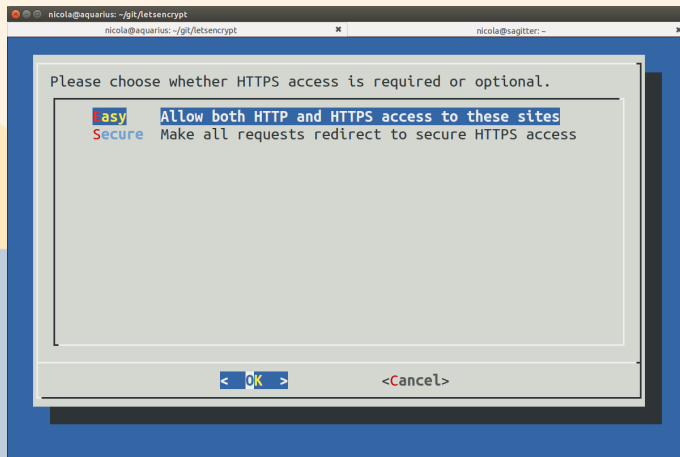 nicola@aquarius: ~/git/letsencrypt
nicola@aquarius: ~/git/letsencrypt
nicola@sagitter: ~
Please choose whether HTTPS access is required or optional.
Easy Allow both HTTP and HTTPS access to these sites
Secure Make all requests redirect to secure HTTPS access
< OK > <Cancel>